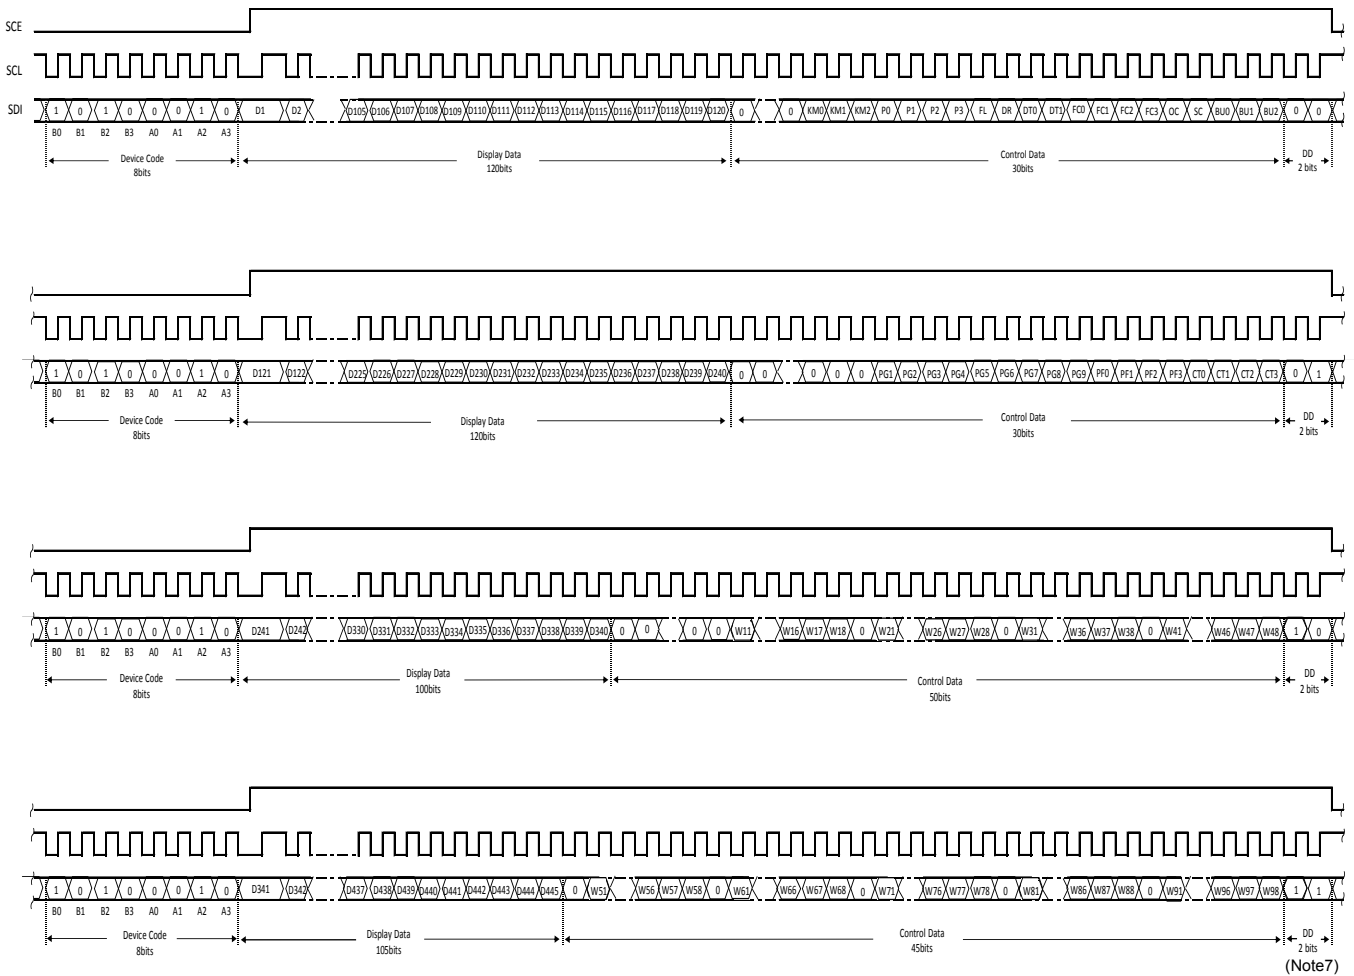 SCE
SCL
SDI 1 0 1 0 0 0 1 0 D1 D2 D105 D106 D107 D108 D109 D110 D111 D112 D113 D114 D115 D116 D117 D118 D119 D120 0 0 KM0 KM1 KM2 P0 P1 P2 P3 FL DR DT0 DT1 FC0 FC1 FC2 FC3 OC SC BU0 BU1 BU2 0 0
B0 B1 B2 B3 A0 A1 A2 A3
Device Code Display Data Control Data DD
8bits 120bits 30bits 2 bits
1 0 1 0 0 0 1 0 D121 D122 D225 D226 D227 D228 D229 D230 D231 D232 D233 D234 D235 D236 D237 D238 D239 D240 0 0 0 0 0 PG1 PG2 PG3 PG4 PG5 PG6 PG7 PG8 PG9 PF0 PF1 PF2 PF3 CT0 CT1 CT2 CT3 0 1
B0 B1 B2 B3 A0 A1 A2 A3
Device Code Display Data Control Data DD
8bits 120bits 30bits 2 bits
1 0 1 0 0 0 1 0 D241 D242 D330 D331 D332 D333 D334 D335 D336 D337 D338 D339 D340 0 0 0 0 W11 W16 W17 W18 0 W21 W26 W27 W28 0 W31 W36 W37 W38 0 W41 W46 W47 W48 1 0
B0 B1 B2 B3 A0 A1 A2 A3
Device Code Display Data Control Data DD
8bits 100bits 50bits 2 bits
1 0 1 0 0 0 1 0 D341 D342 D437 D438 D439 D440 D441 D442 D443 D444 D445 0 W51 W56 W57 W58 0 W61 W66 W67 W68 0 W71 W76 W77 W78 0 W81 W86 W87 W88 0 W91 W96 W97 W98 1 1
B0 B1 B2 B3 A0 A1 A2 A3
Device Code Display Data Control Data DD
8bits 105bits 45bits 2 bits
(Note7)